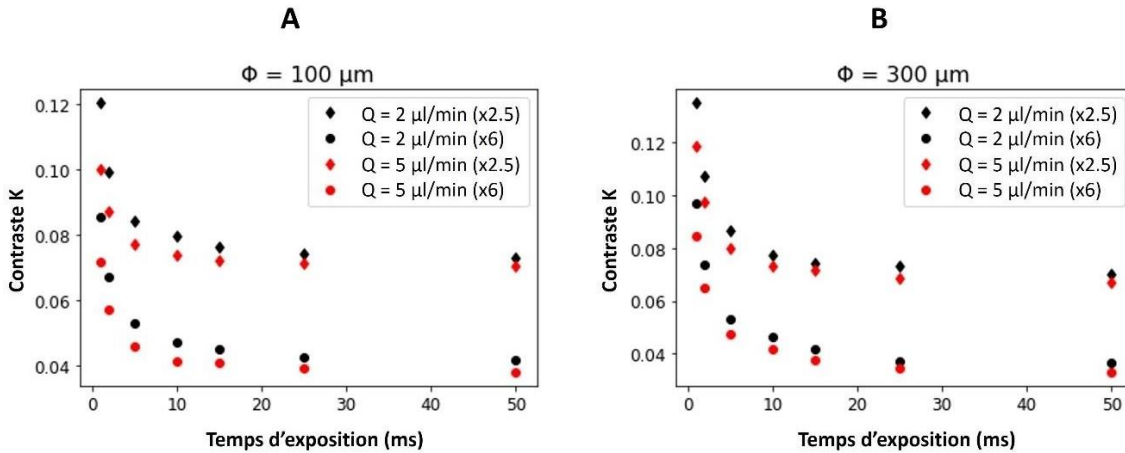 A
Φ = 100 µm
Q = 2 µl/min (x2.5)
Q = 2 µl/min (x6)
Q = 5 µl/min (x2.5)
Q = 5 µl/min (x6)
Contraste K
0.12
0.10
0.08
0.06
0.04
0 10 20 30 40 50
Temps d'exposition (ms)
B
Φ = 300 µm
Q = 2 µl/min (x2.5)
Q = 2 µl/min (x6)
Q = 5 µl/min (x2.5)
Q = 5 µl/min (x6)
Contraste K
0.12
0.10
0.08
0.06
0.04
0 10 20 30 40 50
Temps d'exposition (ms)